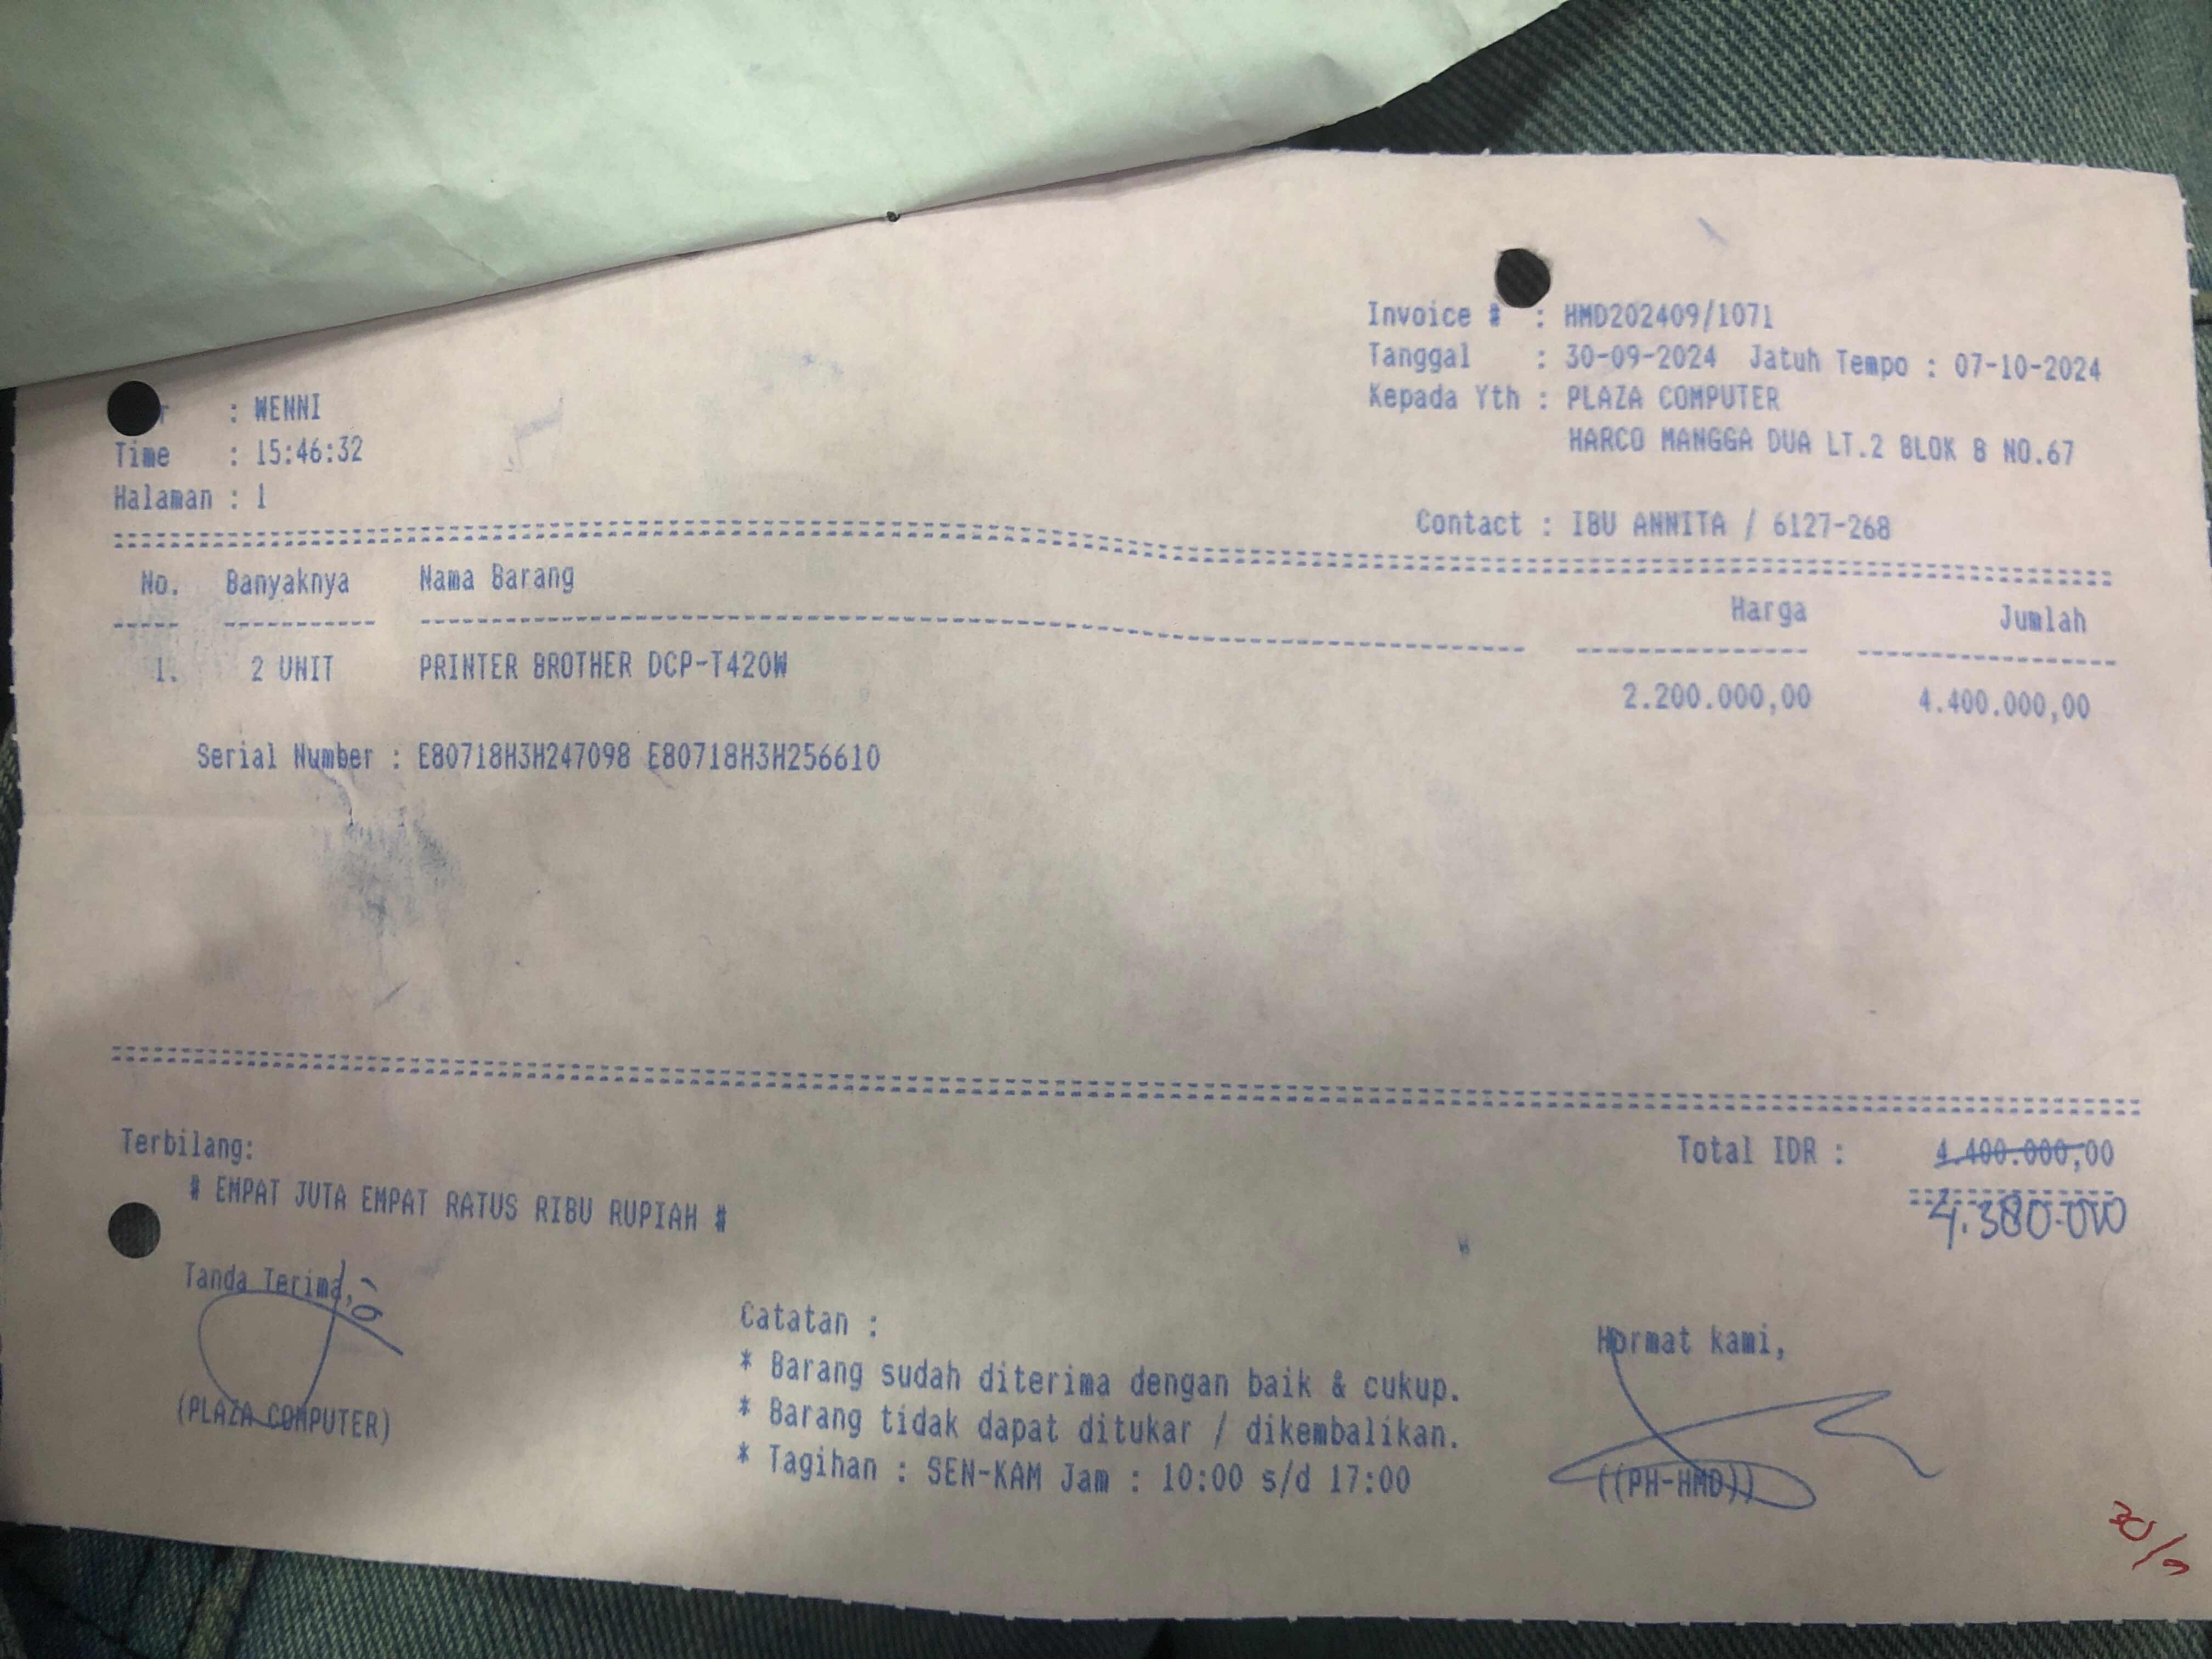 Invoice # : HMD202409/1071
Tanggal : 30-09-2024 Jatuh Tempo : 07-10-2024
Kepada Yth : PLAZA COMPUTER
HARCO MANGGA DUA LT.2 BLOK B NO.67
Contact : IBU ANNITA / 6127-268
: WENNI
Time : 15:46:32
Halaman : 1
No. Banyaknya Nama Barang Harga Jumlah
1. 2 UNIT PRINTER BROTHER DCP-T420W 2.200.000,00 4.400.000,00
Serial Number : E80718H3H247098 E80718H3H256610
Terbilang:
# EMPAT JUTA EMPAT RATUS RIBU RUPIAH #
Total IDR : 4.400.000,00
4.380.000
Tanda Terima,
(PLAZA COMPUTER)
Catatan :
* Barang sudah diterima dengan baik & cukup.
* Barang tidak dapat ditukar / dikembalikan.
* Tagihan : SEN-KAM Jam : 10:00 s/d 17:00
Hormat kami,
((PH-HMD))
30/9